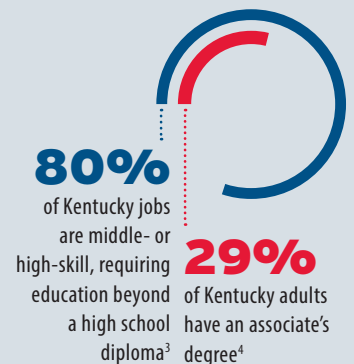 80%
of Kentucky jobs
are middle- or
high-skill, requiring
education beyond
a high school
diploma³
29%
of Kentucky adults
have an associate’s
degree⁴